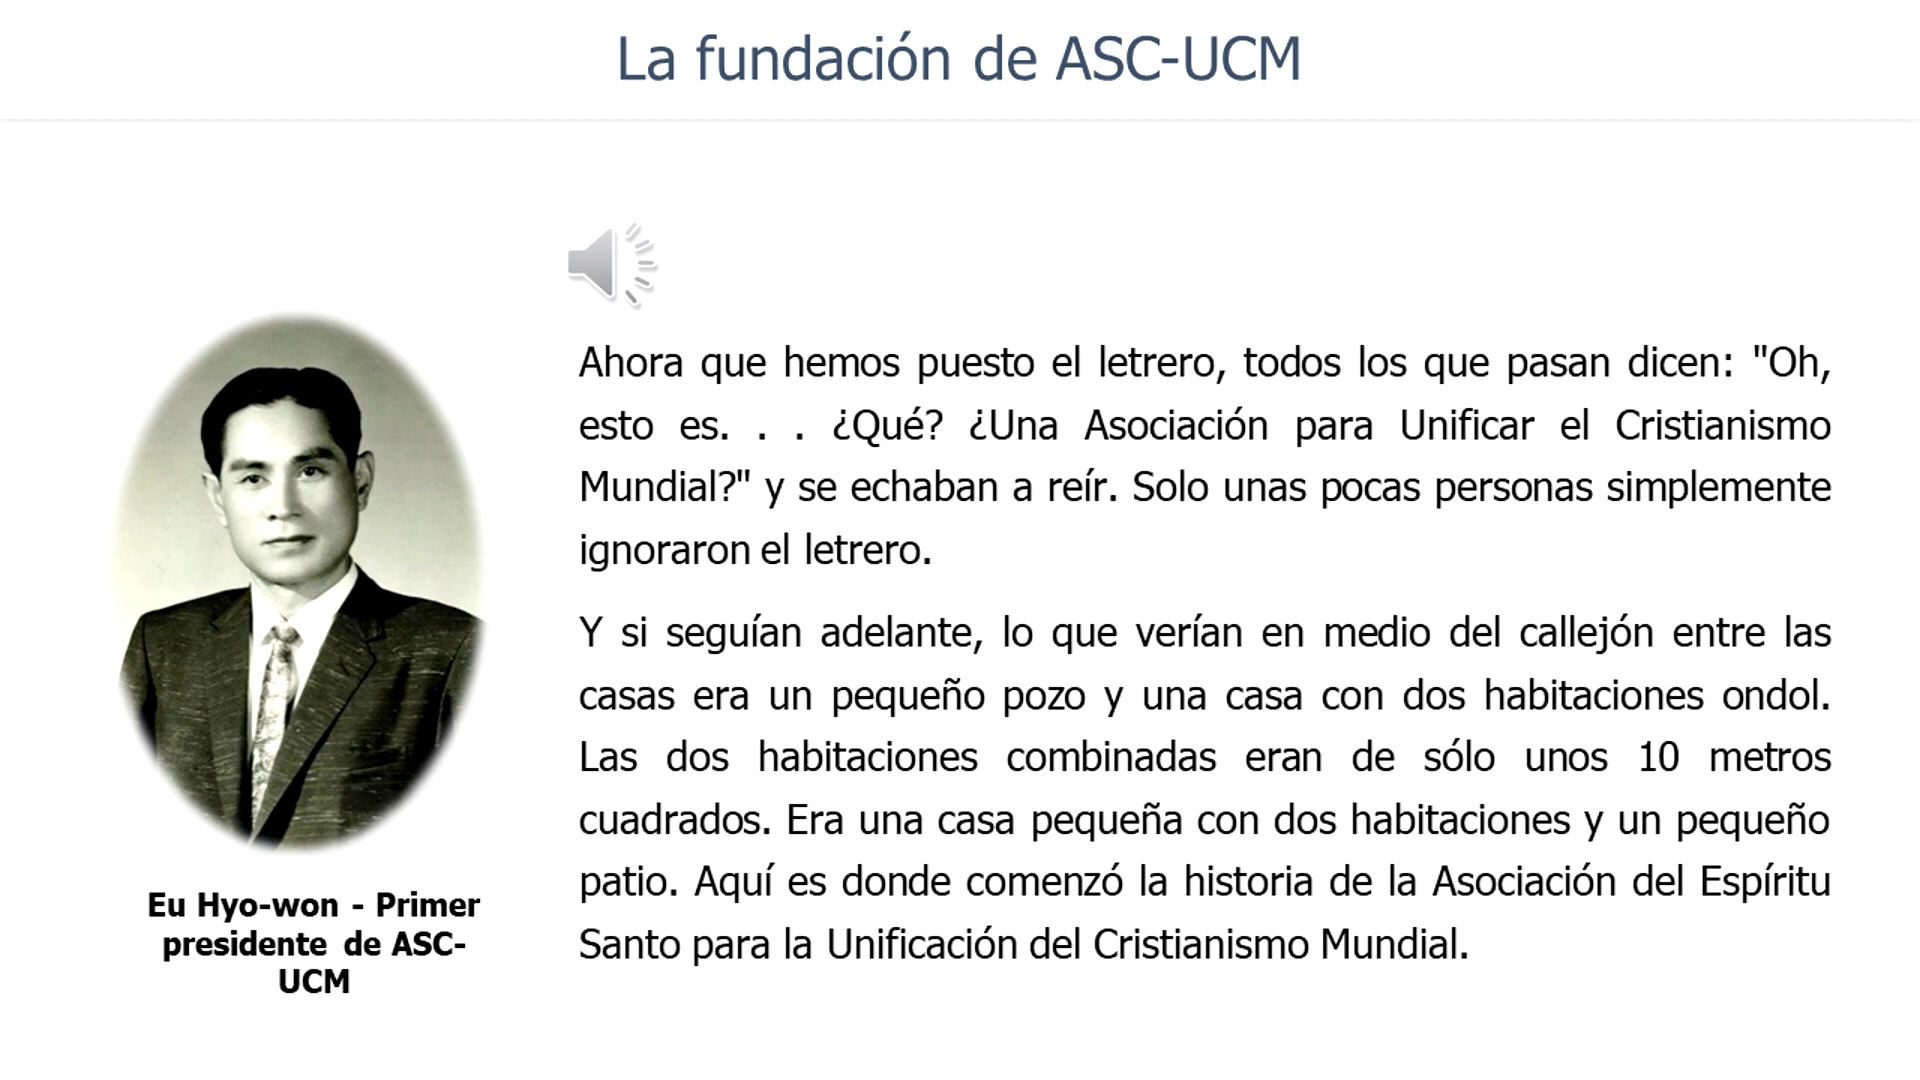 La fundación de ASC-UCM
Ahora que hemos puesto el letrero, todos los que pasan dicen: "Oh,
esto es. . . ¿Qué? ¿Una Asociación para Unificar el Cristianismo
Mundial?" y se echaban a reír. Solo unas pocas personas simplemente
ignoraron el letrero.
Y si seguían adelante, lo que verían en medio del callejón entre las
casas era un pequeño pozo y una casa con dos habitaciones ondol.
Las dos habitaciones combinadas eran de sólo unos 10 metros
cuadrados. Era una casa pequeña con dos habitaciones y un pequeño
patio. Aquí es donde comenzó la historia de la Asociación del Espíritu
Santo para la Unificación del Cristianismo Mundial.
Eu Hyo-won - Primer
presidente de ASC-
UCM